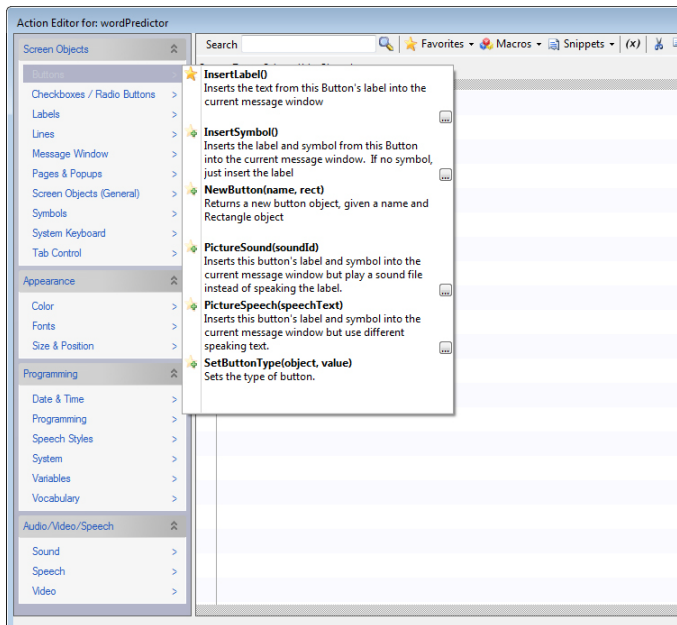 Action Editor for: wordPredictor
Screen Objects
Buttons >
Checkboxes / Radio Buttons >
Labels >
Lines >
Message Window >
Pages & Popups >
Screen Objects (General) >
Symbols >
System Keyboard >
Tab Control >
Appearance
Color >
Fonts >
Size & Position >
Programming
Date & Time >
Programming >
Speech Styles >
System >
Variables >
Vocabulary >
Audio/Video/Speech
Sound >
Speech >
Video >
Search Favorites Macros Snippets (x)
InsertLabel()
Inserts the text from this Button's label into the
current message window
...
InsertSymbol()
Inserts the label and symbol from this Button
into the current message window. If no symbol,
just insert the label
...
NewButton(name, rect)
Returns a new button object, given a name and
Rectangle object
PictureSound(soundId)
Inserts this button's label and symbol into the
current message window but play a sound file
instead of speaking the label.
...
PictureSpeech(speechText)
Inserts this button's label and symbol into the
current message window but use different
speaking text.
...
SetButtonType(object, value)
Sets the type of button.